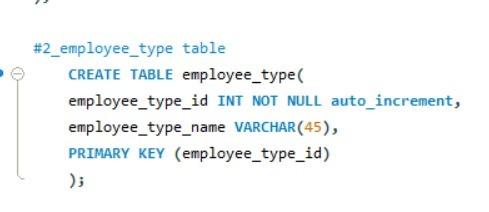 );
#2_employee_type table
CREATE TABLE employee_type(
employee_type_id INT NOT NULL auto_increment,
employee_type_name VARCHAR(45),
PRIMARY KEY (employee_type_id)
);